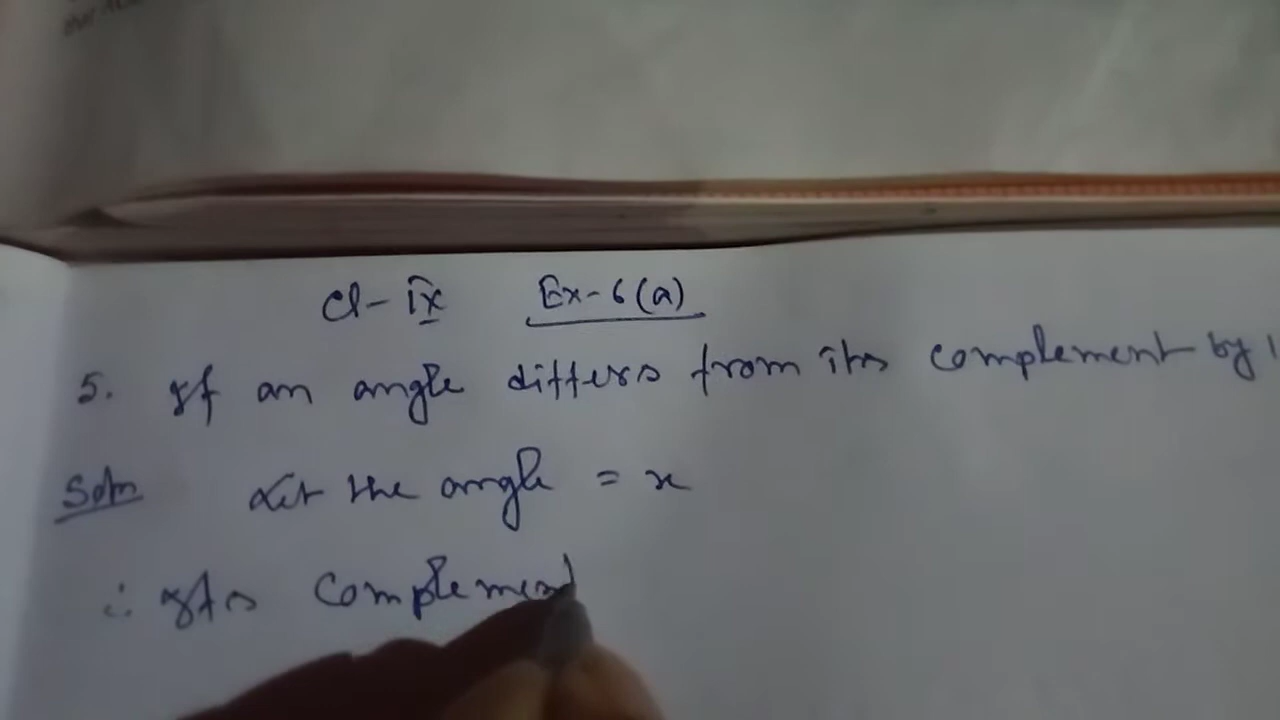 Cl-IX Ex-6(a)
5. If an angle differs from its complement by 1
Soln Let the angle = x
∴ Its Complement